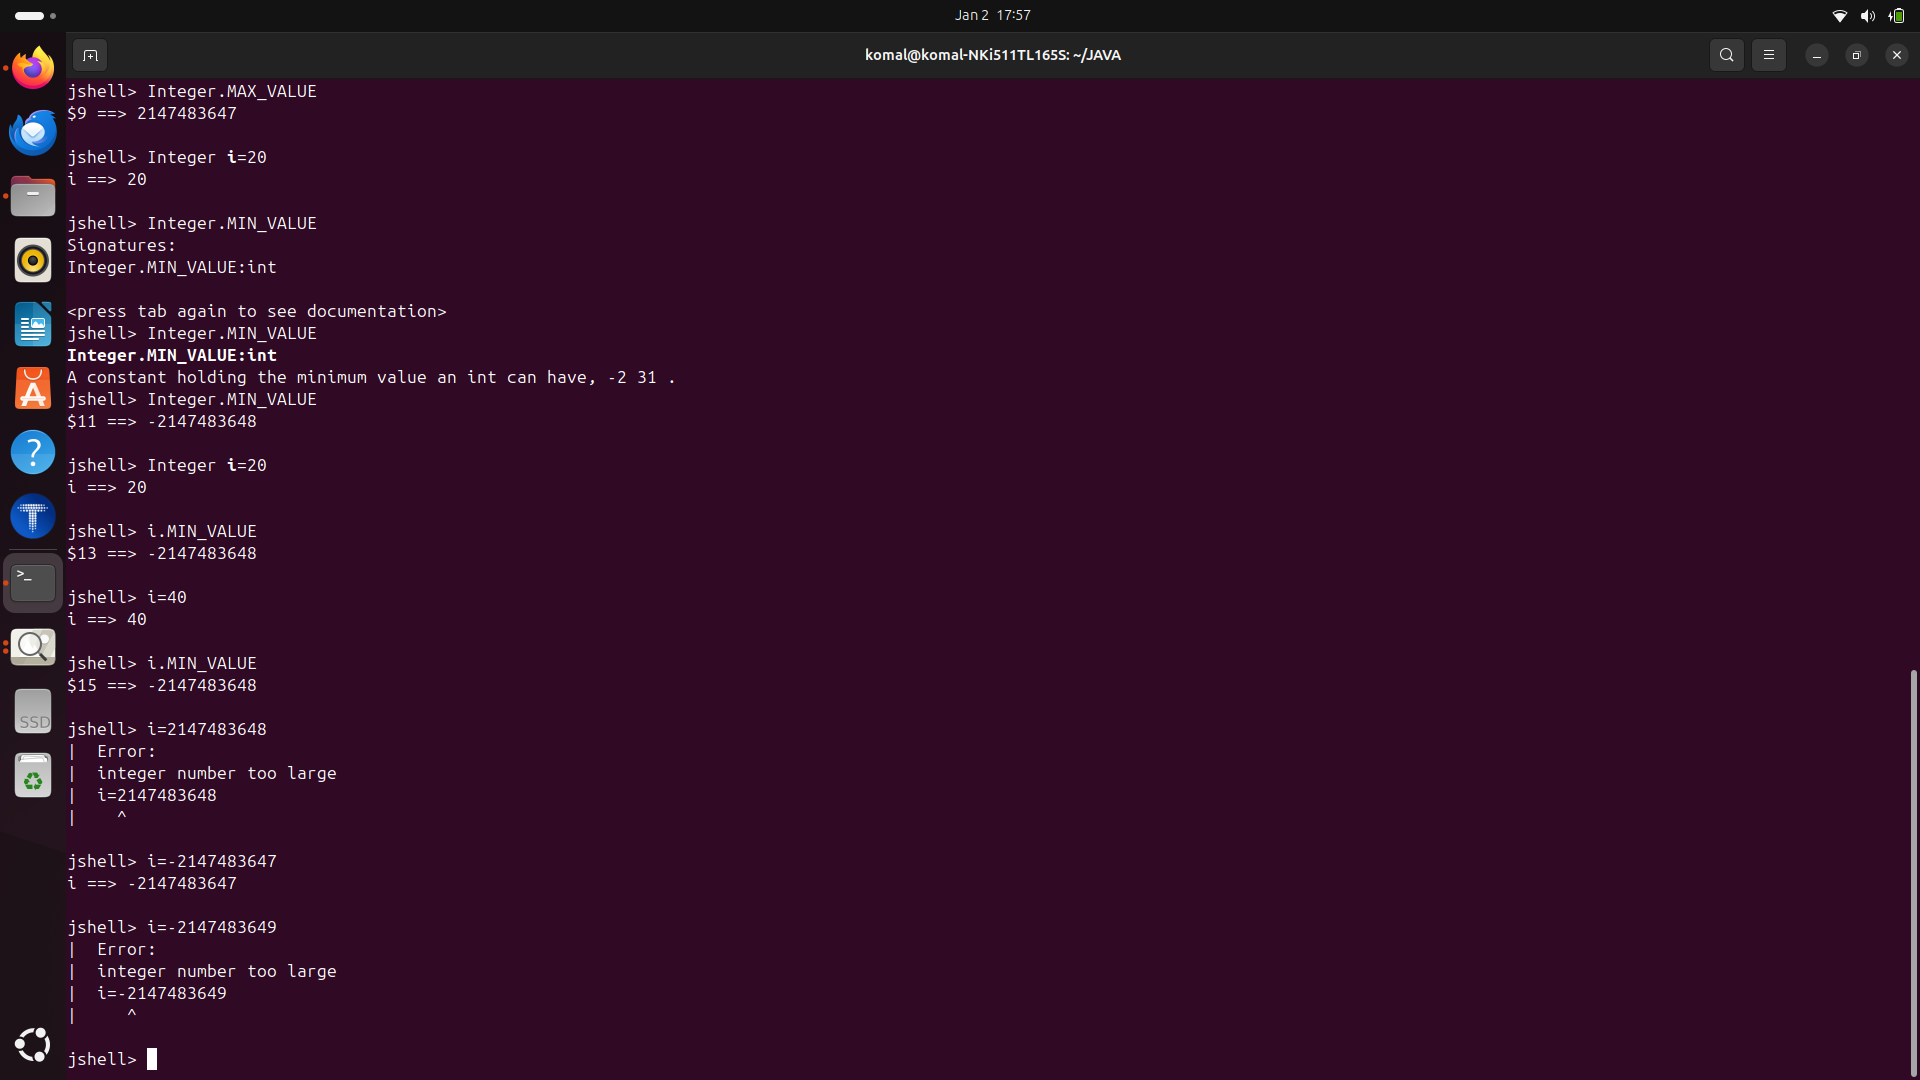 Jan 2 17:57
komal@komal-NKi511TL165S: ~/JAVA
jshell> Integer.MAX_VALUE
$9 ==> 2147483647
jshell> Integer i=20
i ==> 20
jshell> Integer.MIN_VALUE
Signatures:
Integer.MIN_VALUE:int
<press tab again to see documentation>
jshell> Integer.MIN_VALUE
Integer.MIN_VALUE:int
A constant holding the minimum value an int can have, -2 31 .
jshell> Integer.MIN_VALUE
$11 ==> -2147483648
jshell> Integer i=20
i ==> 20
jshell> i.MIN_VALUE
$13 ==> -2147483648
jshell> i=40
i ==> 40
jshell> i.MIN_VALUE
$15 ==> -2147483648
jshell> i=2147483648
|  Error:
|  integer number too large
|  i=2147483648
|    ^
jshell> i=-2147483647
i ==> -2147483647
jshell> i=-2147483649
|  Error:
|  integer number too large
|  i=-2147483649
|     ^
jshell>
>_
SSD